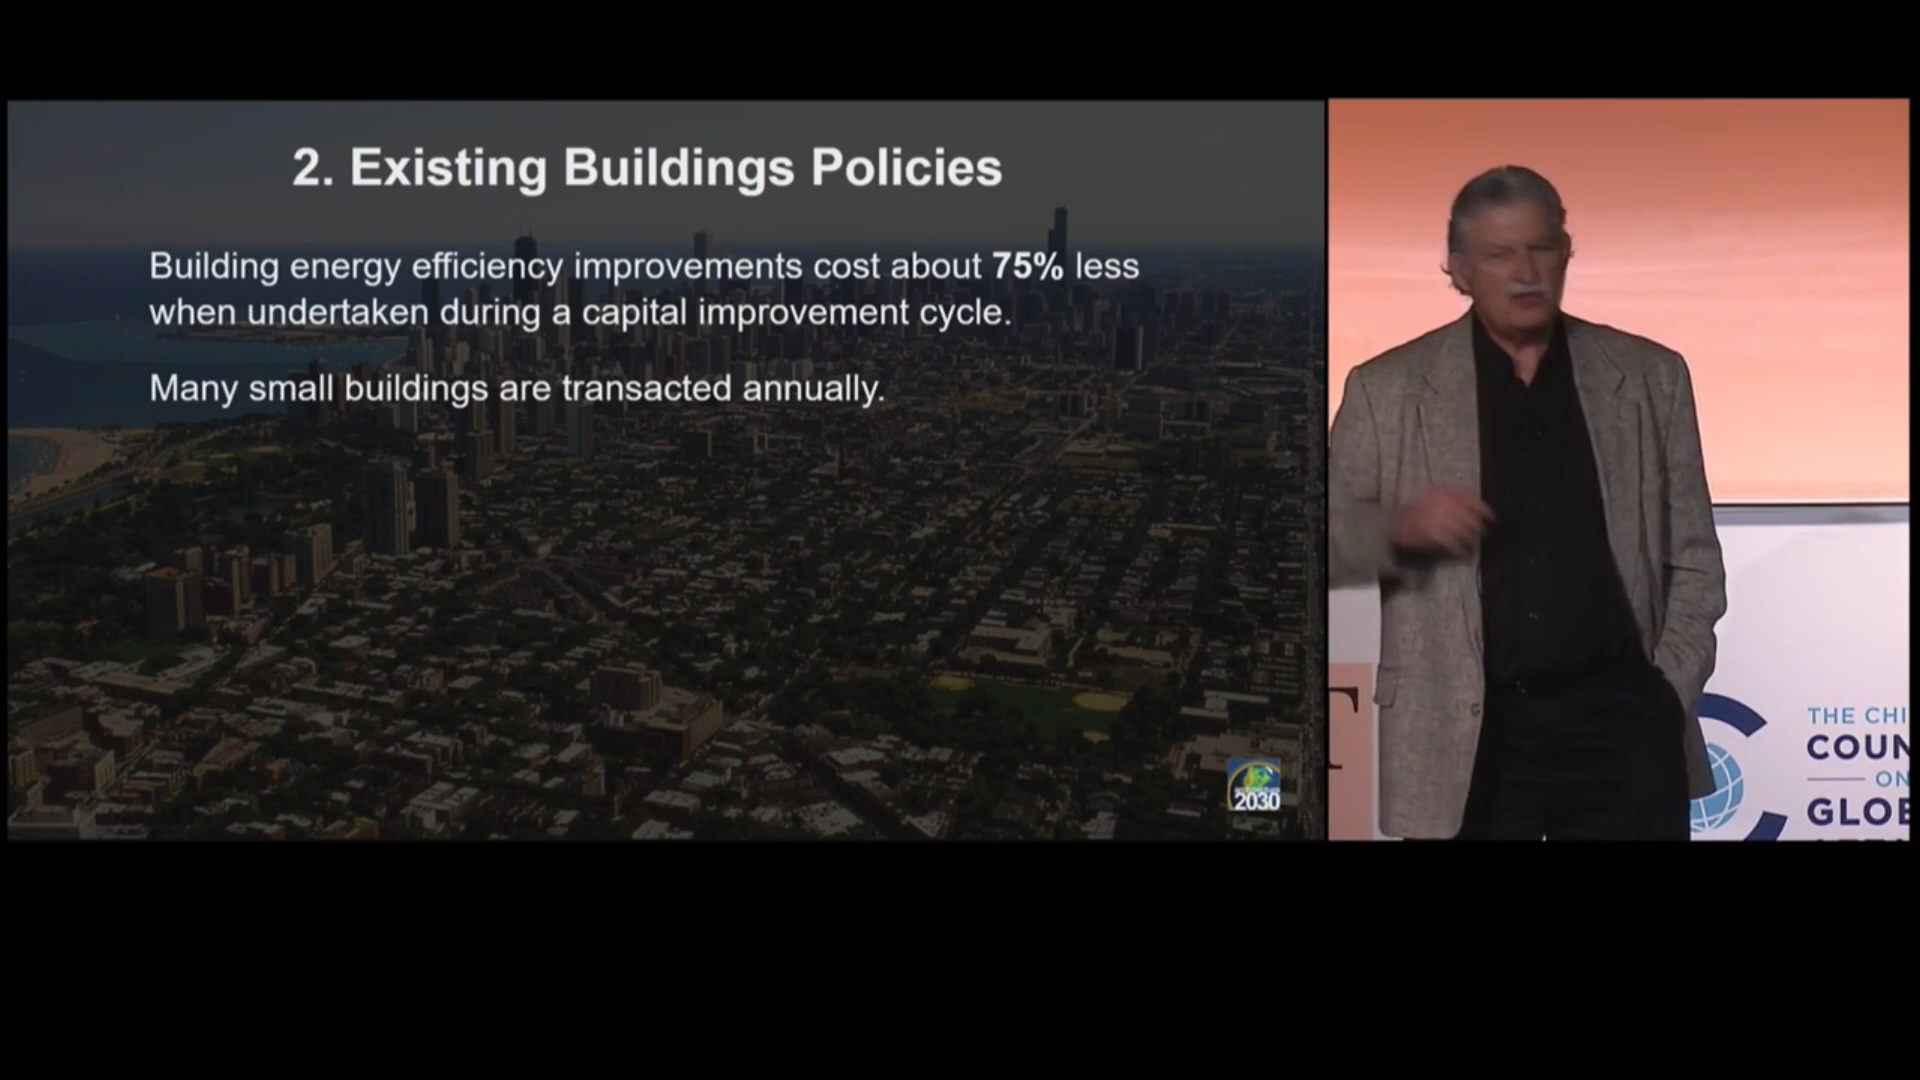 2. Existing Buildings Policies
Building energy efficiency improvements cost about 75% less
when undertaken during a capital improvement cycle.
Many small buildings are transacted annually.
2030
T
THE CHI
COUN
ON
GLOB